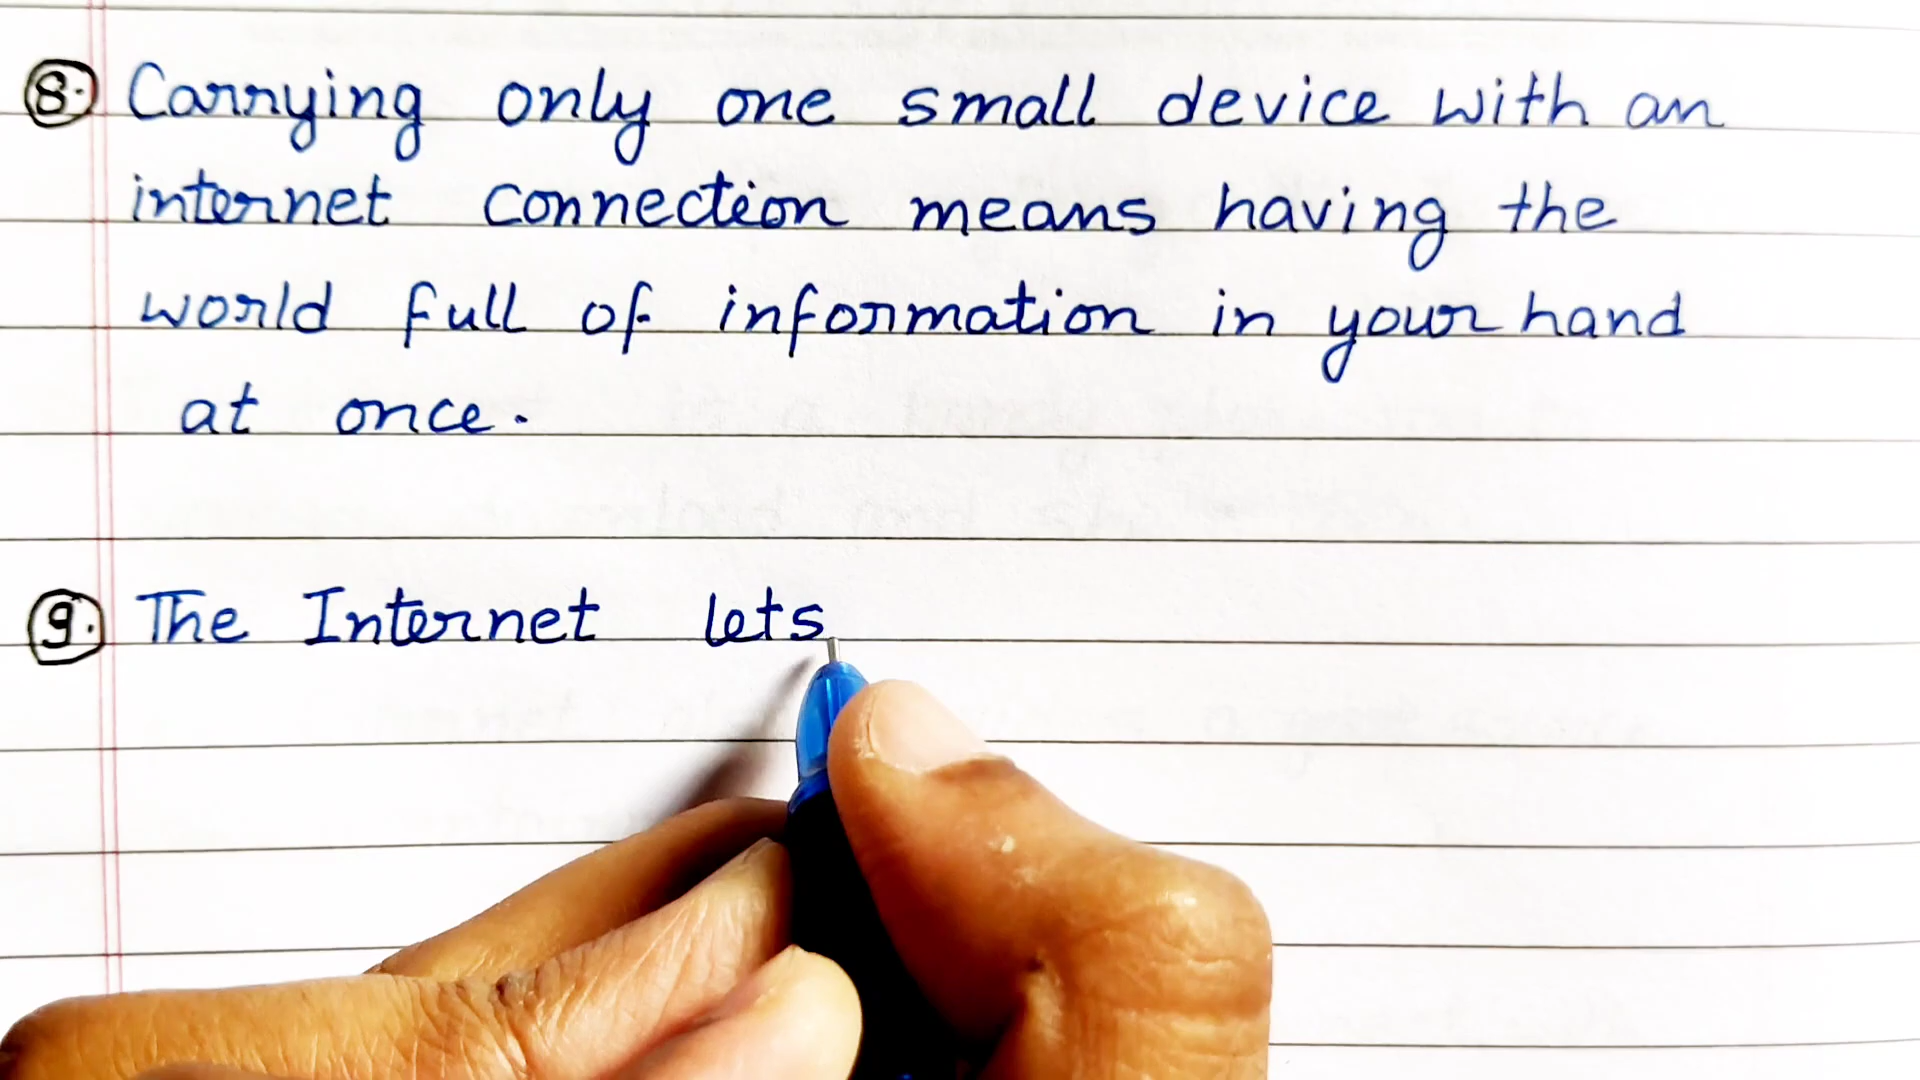 8. Carrying only one small device with an
internet connection means having the
world full of information in your hand
at once.
9. The Internet lets